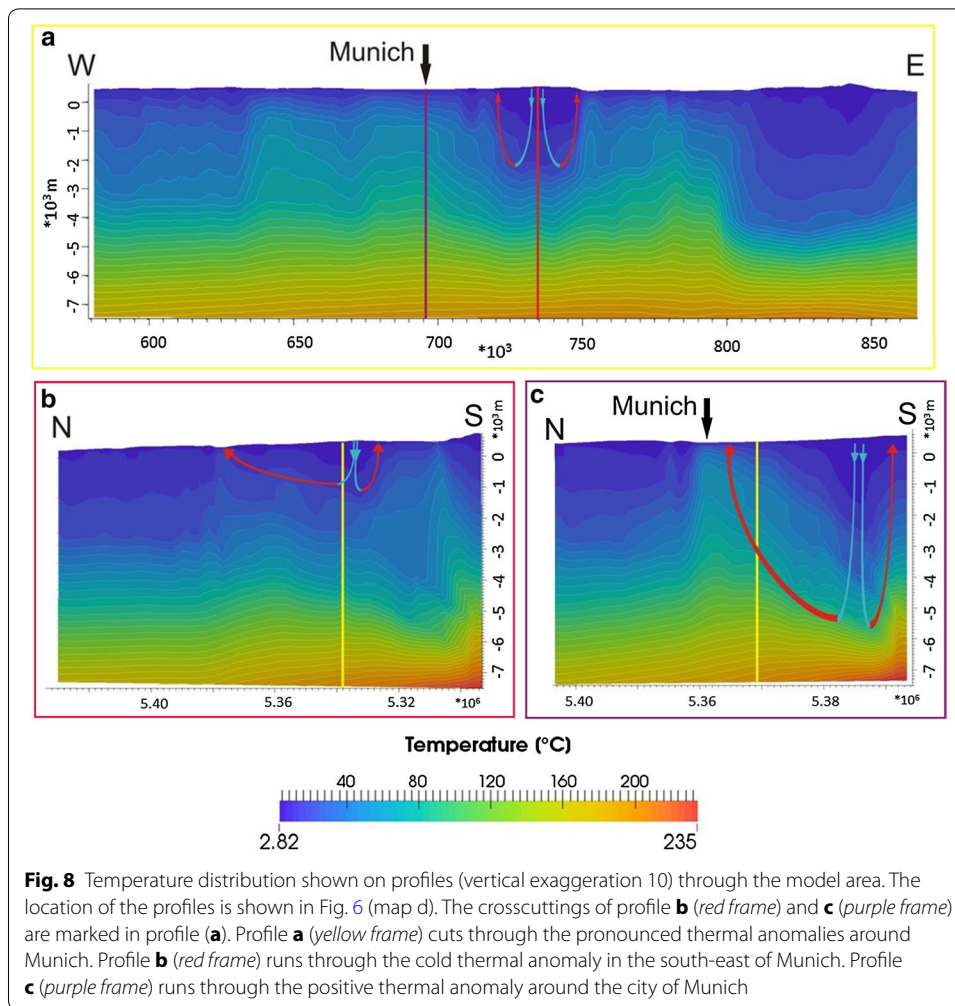 a
Munich
W
E
0
-1
-2
-3
-4
-5
-6
-7
*10³ m
600
650
700
*10³
750
800
850
b
N
S
*10³ m
0
-1
-2
-3
-4
-5
-6
-7
5.40
5.36
5.32
*10⁶
c
Munich
N
S
*10³ m
0
-1
-2
-3
-4
-5
-6
-7
5.40
5.36
5.38
*10⁶
Temperature (°C)
40
80
120
160
200
2.82
235
Fig. 8 Temperature distribution shown on profiles (vertical exaggeration 10) through the model area. The
location of the profiles is shown in Fig. 6 (map d). The crosscuttings of profile b (red frame) and c (purple frame)
are marked in profile (a). Profile a (yellow frame) cuts through the pronounced thermal anomalies around
Munich. Profile b (red frame) runs through the cold thermal anomaly in the south-east of Munich. Profile
c (purple frame) runs through the positive thermal anomaly around the city of Munich